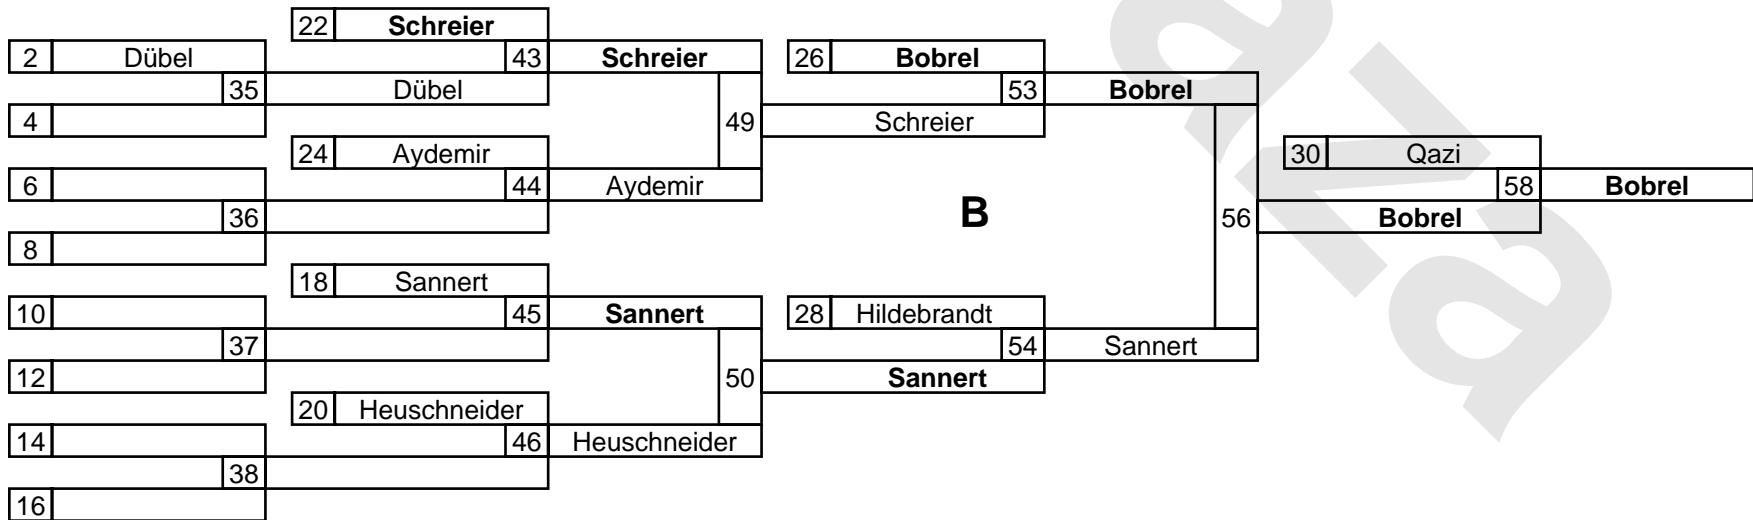 22 Schreier
2 Dübel 43 Schreier 26 Bobrel
35 Dübel 53 Bobrel
4 49 Schreier
24 Aydemir 30 Qazi
6 44 Aydemir 58 Bobrel
36 B 56 Bobrel
8
18 Sannert
10 45 Sannert 28 Hildebrandt
37 54 Sannert
12 50 Sannert
20 Heuschneider
14 46 Heuschneider
38
16